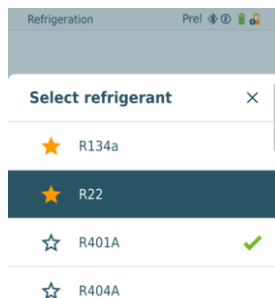 Refrigeration Prel
Select refrigerant
R134a
R22
R401A
R404A